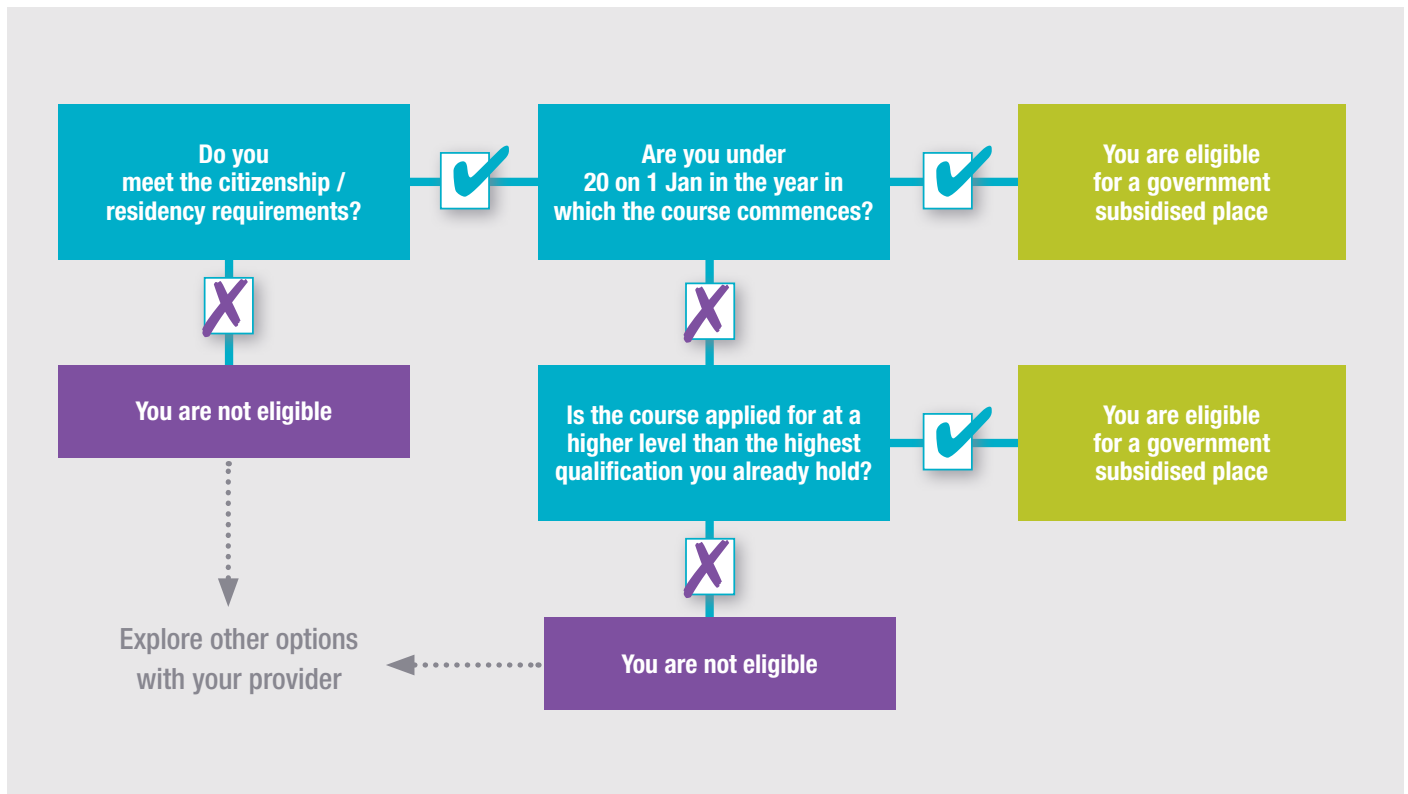 Do you
meet the citizenship /
residency requirements?
Are you under
20 on 1 Jan in the year in
which the course commences?
You are eligible
for a government
subsidised place
You are not eligible
Is the course applied for at a
higher level than the highest
qualification you already hold?
You are eligible
for a government
subsidised place
Explore other options
with your provider
You are not eligible